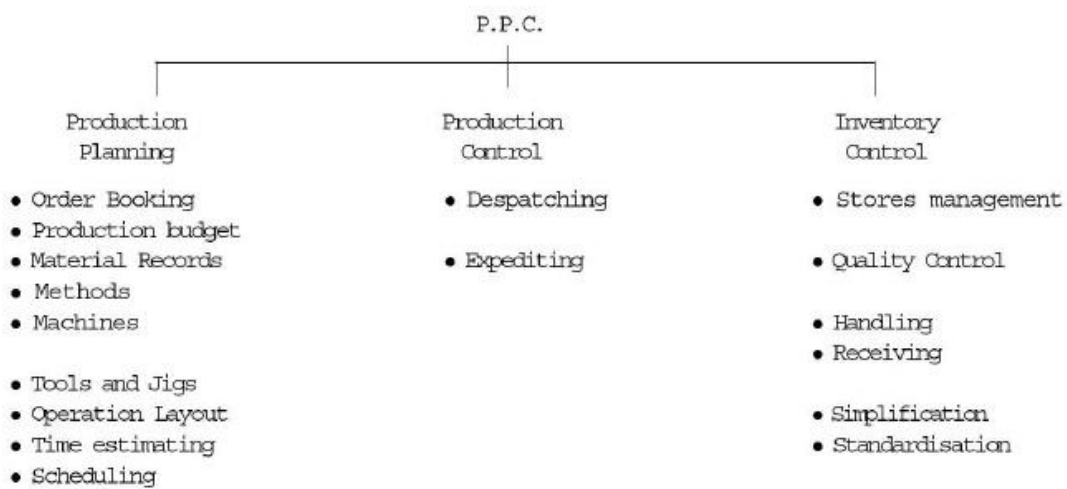 P.P.C.
Production
Planning
• Order Booking
• Production budget
• Material Records
• Methods
• Machines
• Tools and Jigs
• Operation Layout
• Time estimating
• Scheduling
Production
Control
• Despatching
• Expediting
Inventory
Control
• Stores management
• Quality Control
• Handling
• Receiving
• Simplification
• Standardisation